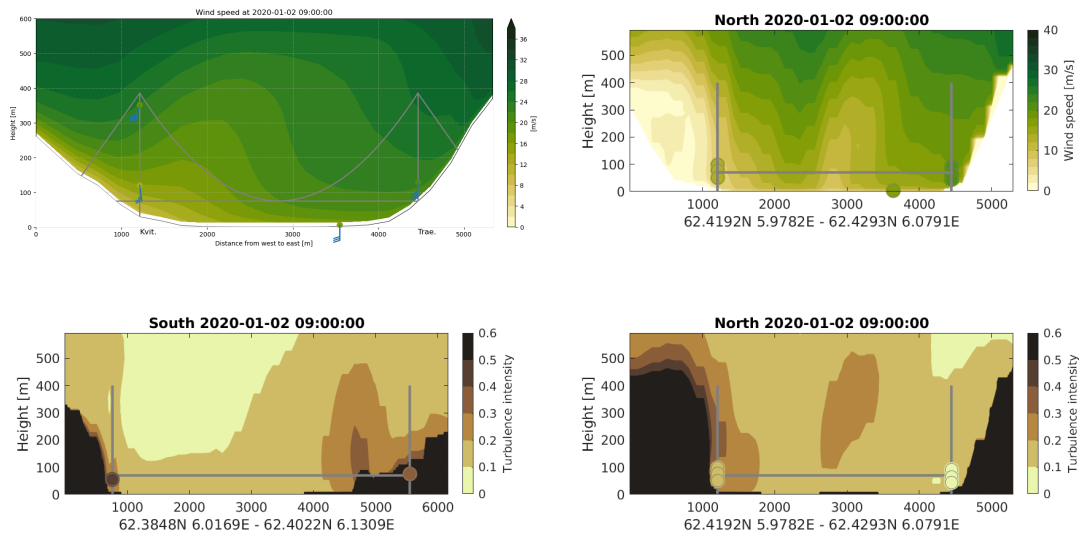 Wind speed at 2020-01-02 09:00:00
600
500
400
300
200
100
0
Height [m]
0 1000 2000 3000 4000 5000
Kvit. Trae.
Distance from west to east [m]
36
32
28
24
20
16
12
8
4
0
[m/s]
North 2020-01-02 09:00:00
500
400
300
200
100
0
Height [m]
1000 2000 3000 4000 5000
62.4192N 5.9782E - 62.4293N 6.0791E
40
30
20
10
0
Wind speed [m/s]
South 2020-01-02 09:00:00
500
400
300
200
100
0
Height [m]
1000 2000 3000 4000 5000 6000
62.3848N 6.0169E - 62.4022N 6.1309E
0.6
0.5
0.4
0.3
0.2
0.1
0
Turbulence intensity
North 2020-01-02 09:00:00
500
400
300
200
100
0
Height [m]
1000 2000 3000 4000 5000
62.4192N 5.9782E - 62.4293N 6.0791E
0.6
0.5
0.4
0.3
0.2
0.1
0
Turbulence intensity